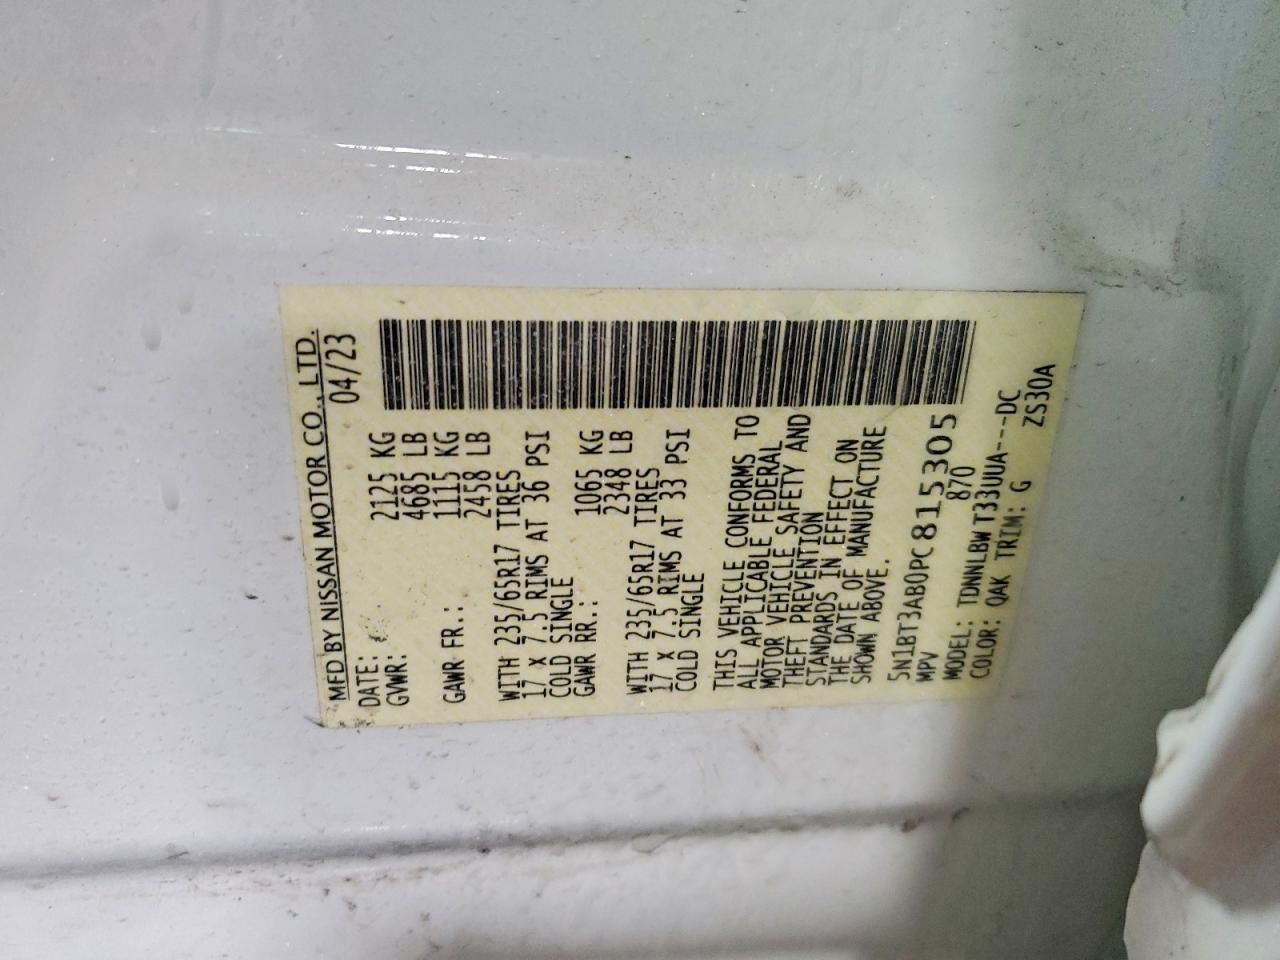 MFD BY NISSAN MOTOR CO., LTD.
DATE: 04/23
GVWR: 2125 KG
4685 LB
GAWR FR.: 1115 KG
2458 LB
WITH 235/65R17 TIRES
17 X 7.5 RIMS AT 36 PSI
COLD SINGLE
GAWR RR.: 1065 KG
2348 LB
WITH 235/65R17 TIRES
17 X 7.5 RIMS AT 33 PSI
COLD SINGLE
THIS VEHICLE CONFORMS TO
ALL APPLICABLE FEDERAL
MOTOR VEHICLE SAFETY AND
THEFT PREVENTION
STANDARDS IN EFFECT ON
THE DATE OF MANUFACTURE
SHOWN ABOVE.
5N1BT3AB0PC815305
MPV 870
MODEL: TDNNLBWT33UUA----DC
COLOR: QAK TRIM: G ZS30A